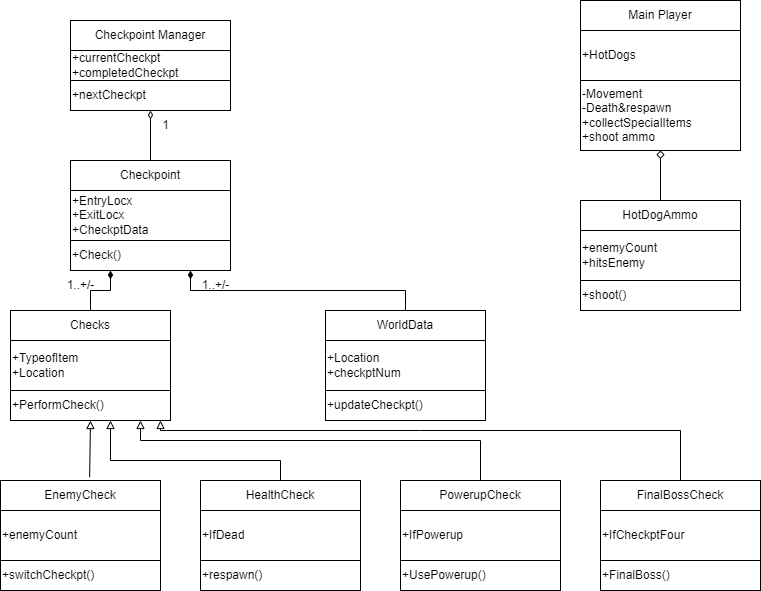 Checkpoint Manager
+currentCheckpt
+completedCheckpt
+nextCheckpt
1
Checkpoint
+EntryLocx
+ExitLocx
+CheckptData
+Check()
1..+/-
1..+/-
Checks
+TypeofItem
+Location
+PerformCheck()
WorldData
+Location
+checkptNum
+updateCheckpt()
EnemyCheck
+enemyCount
+switchCheckpt()
HealthCheck
+IfDead
+respawn()
PowerupCheck
+IfPowerup
+UsePowerup()
FinalBossCheck
+IfCheckptFour
+FinalBoss()
Main Player
+HotDogs
-Movement
-Death&respawn
+collectSpecialItems
+shoot ammo
HotDogAmmo
+enemyCount
+hitsEnemy
+shoot()